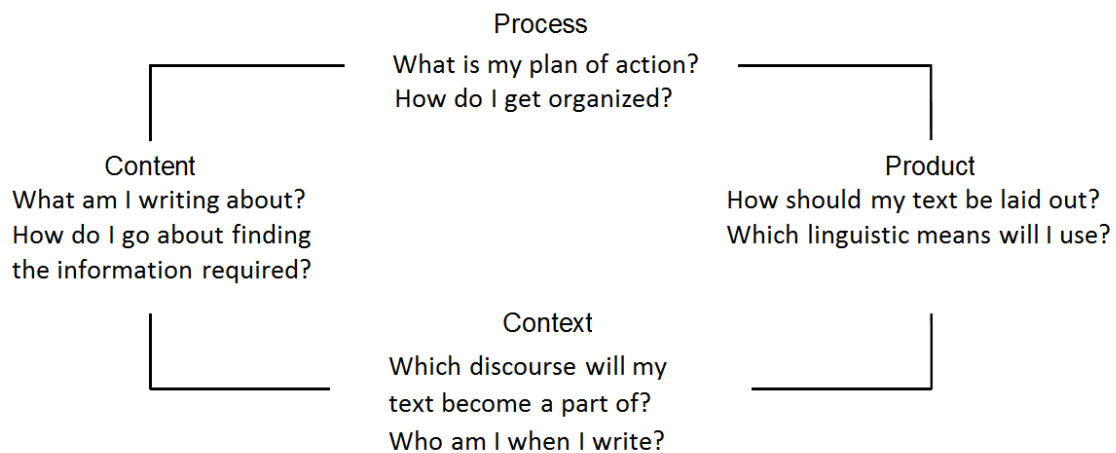 Process
What is my plan of action?
How do I get organized?
Content
What am I writing about?
How do I go about finding
the information required?
Product
How should my text be laid out?
Which linguistic means will I use?
Context
Which discourse will my
text become a part of?
Who am I when I write?